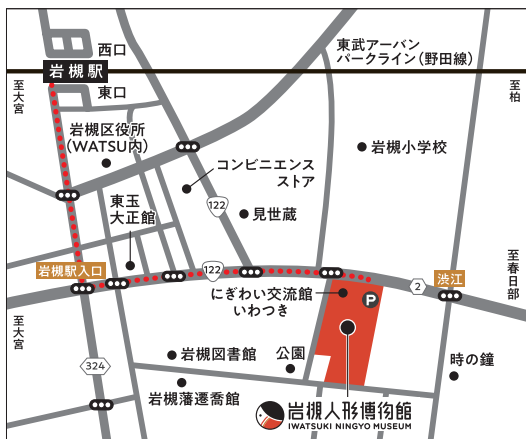 西口
岩槻駅
東口
東武アーバン
パークライン(野田線)
至大宮
至柏
岩槻区役所
(WATSU内)
岩槻小学校
コンビニエンス
ストア
東玉
大正館
122
見世蔵
岩槻駅入口
122
にぎわい交流館
いわつき
P
2
渋江
至春日部
至大宮
324
岩槻図書館
公園
時の鐘
岩槻藩遷喬館
岩槻人形博物館
IWATSUKI NINGYO MUSEUM